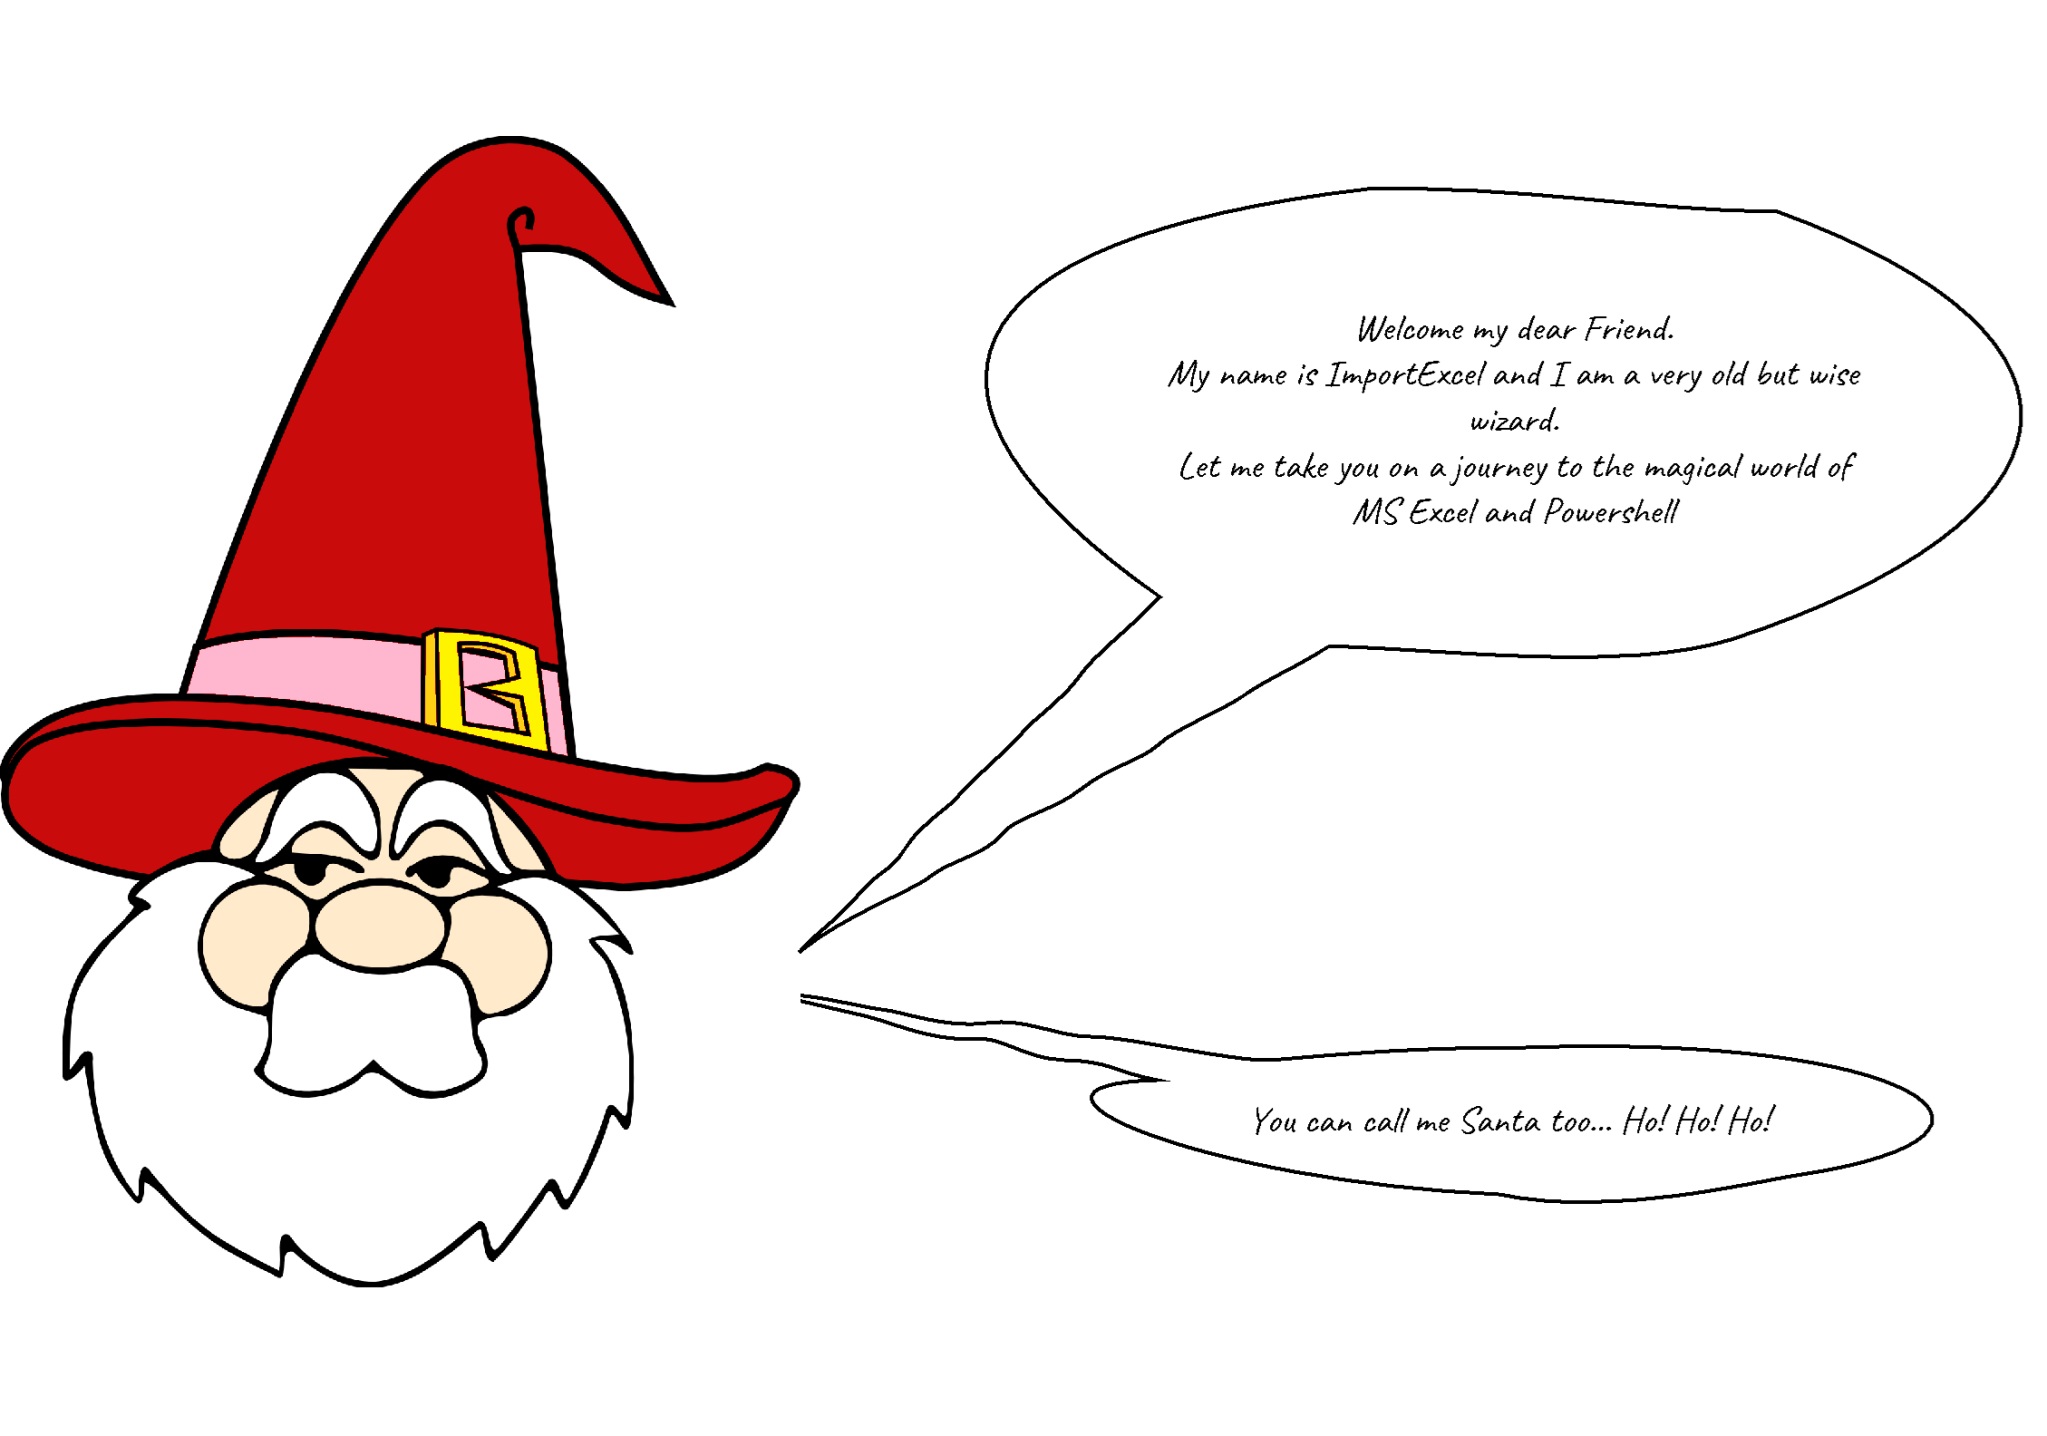 Welcome my dear Friend.
My name is ImportExcel and I am a very old but wise
wizard.
Let me take you on a journey to the magical world of
MS Excel and Powershell
You can call me Santa too... Ho! Ho! Ho!